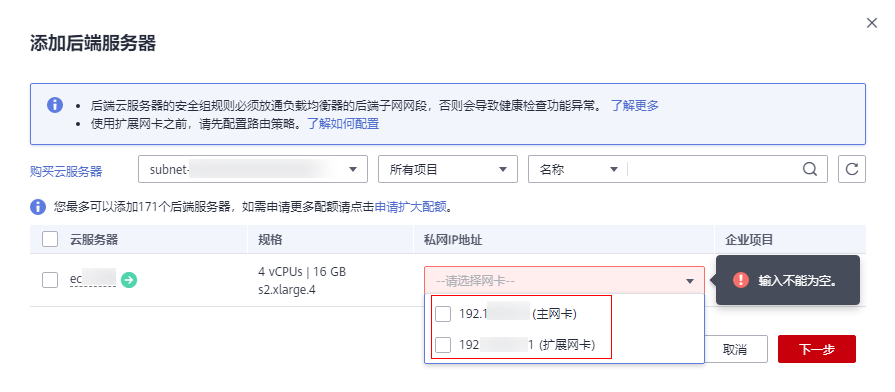 添加后端服务器
后端云服务器的安全组规则必须放通负载均衡器的后端子网网段，否则会导致健康检查功能异常。 了解更多
使用扩展网卡之前，请先配置路由策略。了解如何配置
购买云服务器 subnet- 所有项目 名称
您最多可以添加171个后端服务器，如需申请更多配额请点击申请扩大配额。
云服务器 规格 私网IP地址 企业项目
ec 4 vCPUs | 16 GB
s2.xlarge.4
--请选择网卡--
输入不能为空。
192.1 (主网卡)
192 1 (扩展网卡)
取消 下一步